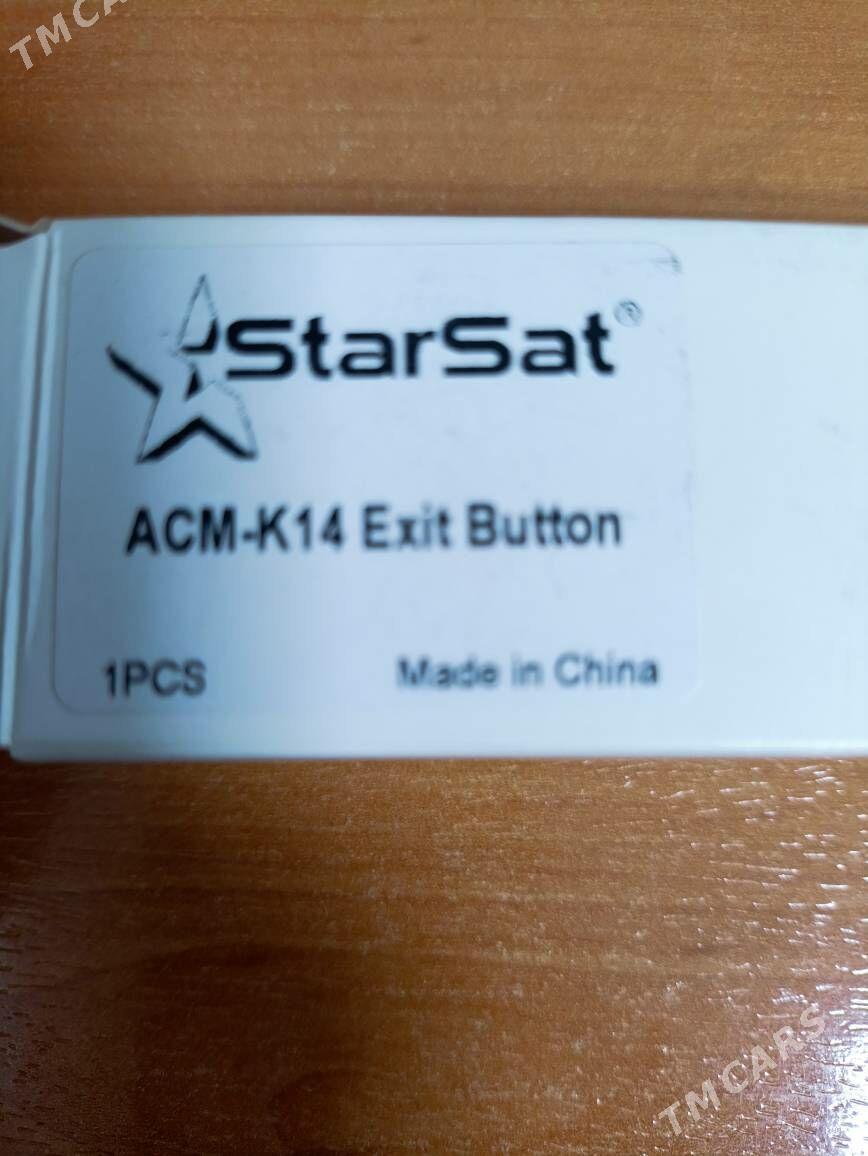 TMCARS
StarSat®
ACM-K14 Exit Button
1PCS Made in China
TMCARS